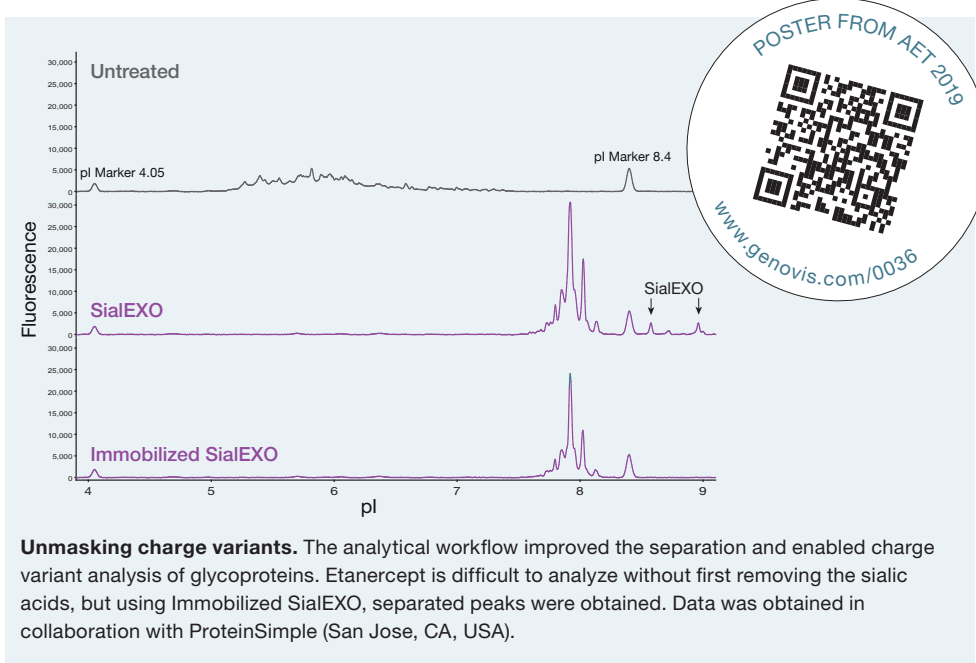 POSTER FROM AET 2019
www.genovis.com/0036
Untreated
30,000
25,000
20,000
15,000
10,000
5,000
0
pI Marker 4.05
pI Marker 8.4
Fluorescence
30,000
25,000
20,000
15,000
10,000
5,000
0
SialEXO
SialEXO
30,000
25,000
20,000
15,000
10,000
5,000
0
Immobilized SialEXO
4 5 6 7 8 9
pI
Unmasking charge variants. The analytical workflow improved the separation and enabled charge
variant analysis of glycoproteins. Etanercept is difficult to analyze without first removing the sialic
acids, but using Immobilized SialEXO, separated peaks were obtained. Data was obtained in
collaboration with ProteinSimple (San Jose, CA, USA).